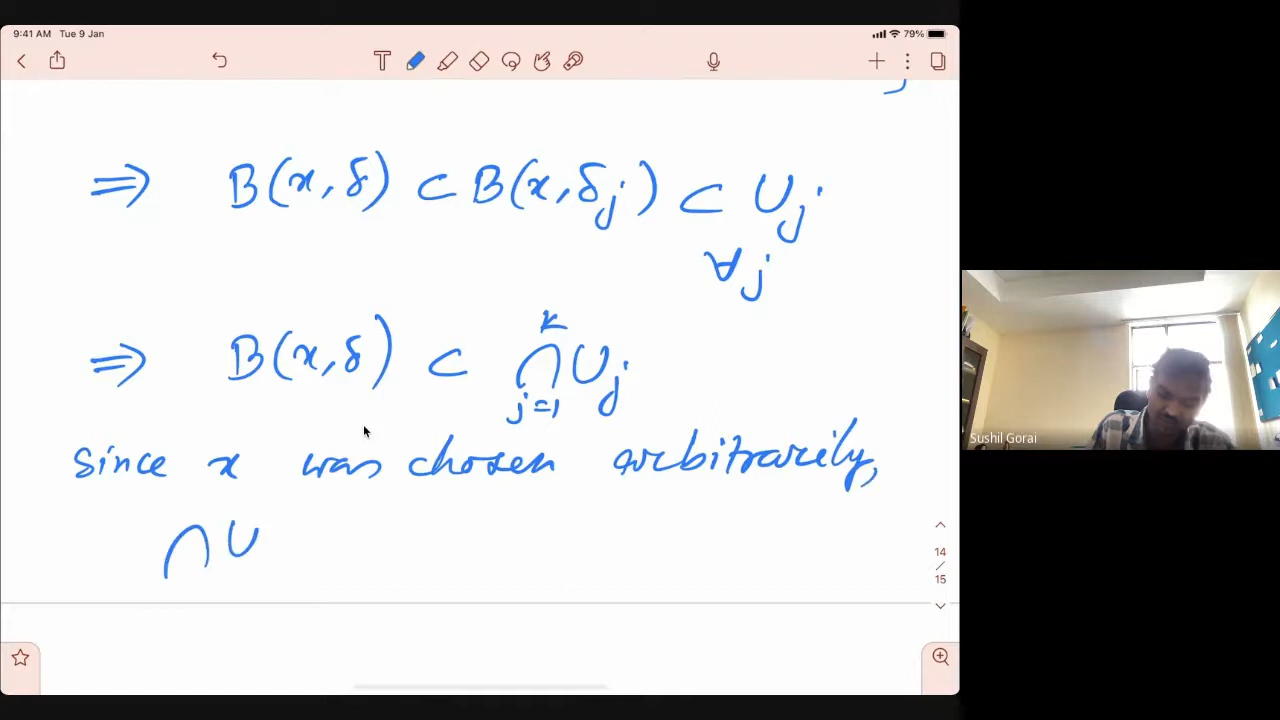 9:41 AM Tue 9 Jan
79%
T
j
⇒ B(x, δ) ⊂ B(x, δ_j) ⊂ U_j
∀ j
⇒ B(x, δ) ⊂ ∩_{j=1}^{k} U_j
since x was chosen arbitrarily,
∩ U
14
/
15
Sushil Gorai